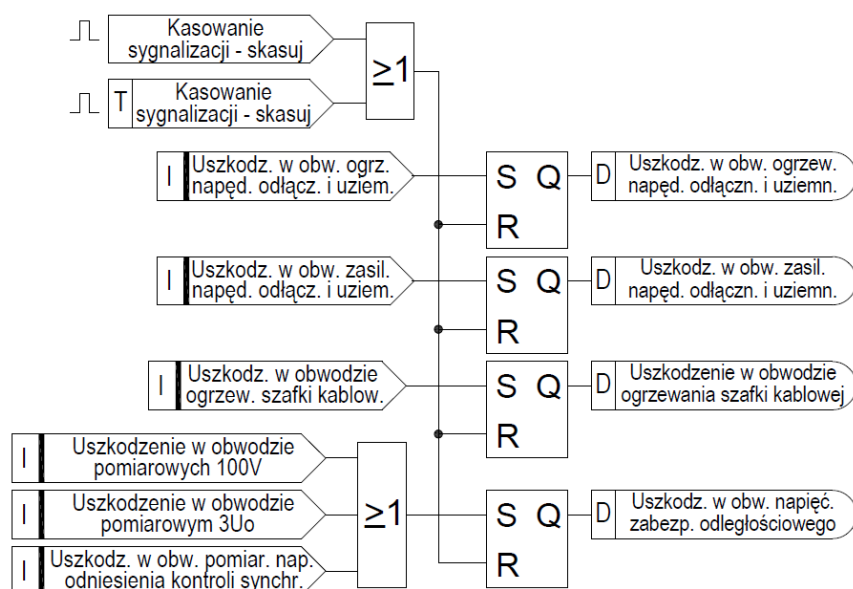 Kasowanie
sygnalizacji - skasuj
≥1
T
Kasowanie
sygnalizacji - skasuj
I
Uszkodz. w obw. ogrz.
napęd. odłącz. i uziem.
S Q
R
D
Uszkodz. w obw. ogrzew.
napęd. odłączn. i uziemn.
I
Uszkodz. w obw. zasil.
napęd. odłącz. i uziem.
S Q
R
D
Uszkodz. w obw. zasil.
napęd. odłączn. i uziemn.
I
Uszkodz. w obwodzie
ogrzew. szafki kablow.
S Q
R
D
Uszkodzenie w obwodzie
ogrzewania szafki kablowej
I
Uszkodzenie w obwodzie
pomiarowych 100V
I
Uszkodzenie w obwodzie
pomiarowym 3Uo
I
Uszkodz. w obw. pomiar. nap.
odniesienia kontroli synchr.
≥1
S Q
R
D
Uszkodz. w obw. napięć.
zabezp. odległościowego